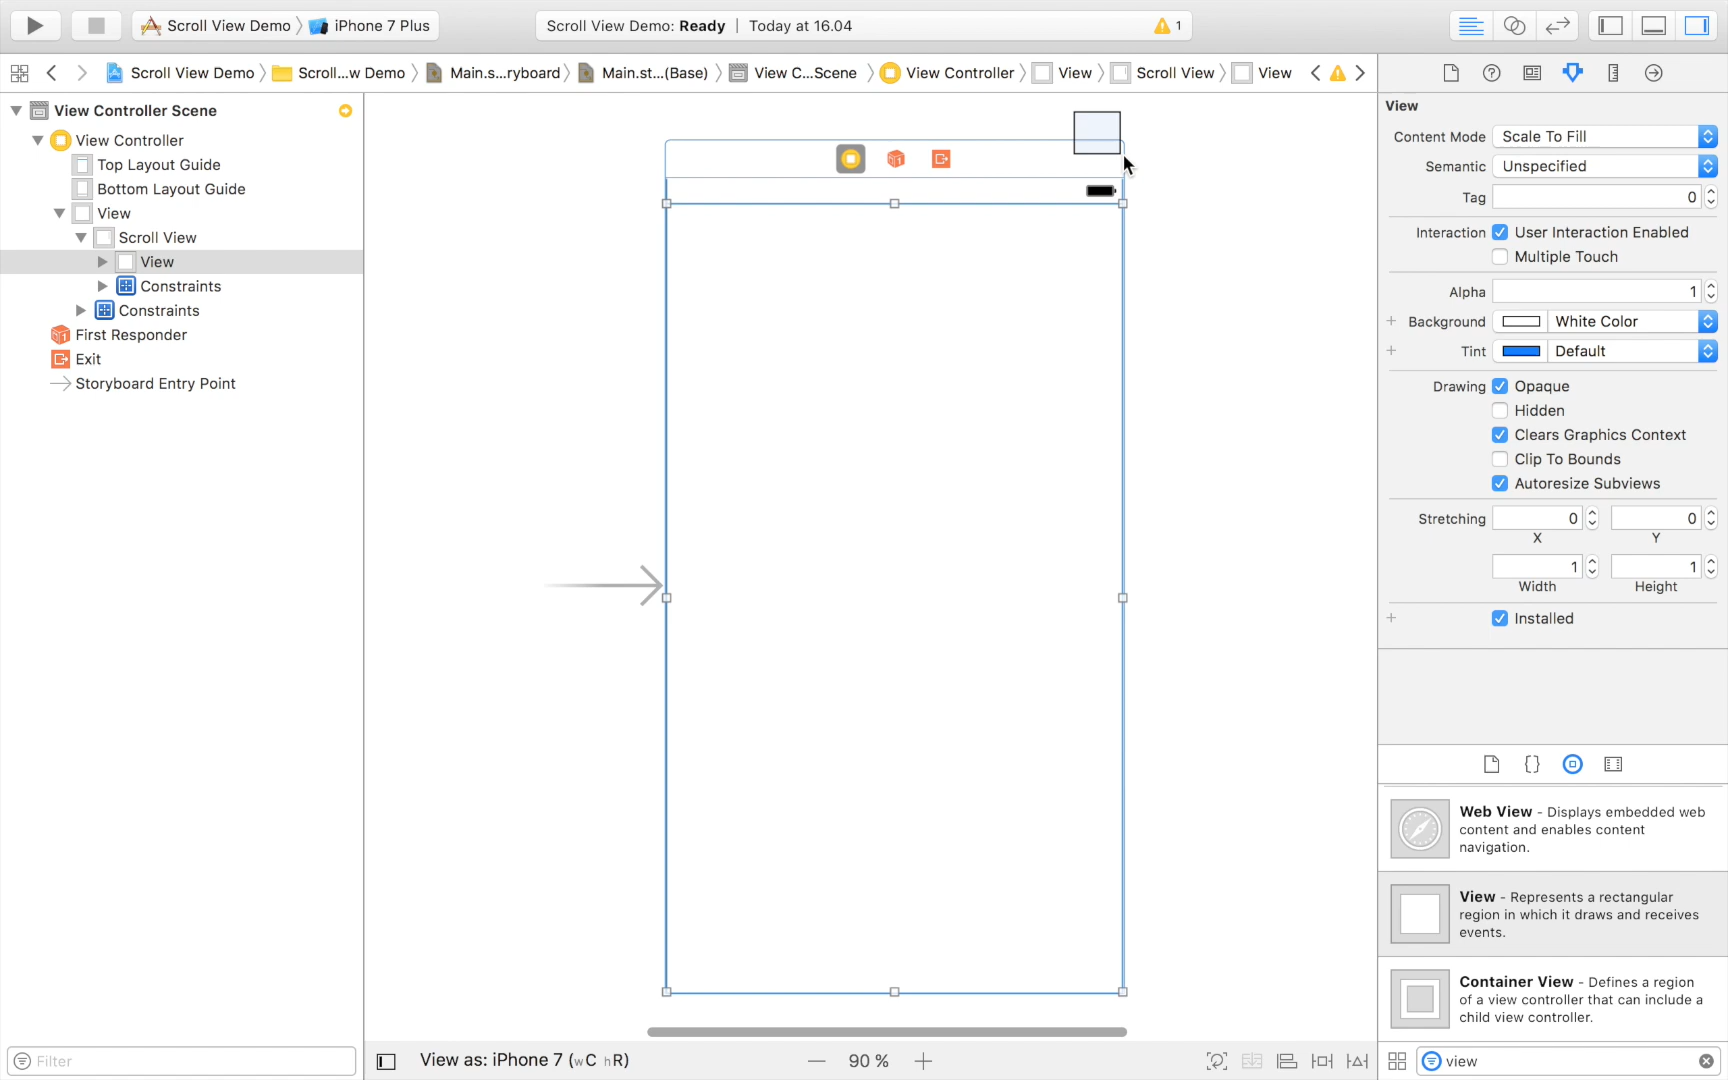 Scroll View Demo
iPhone 7 Plus
Scroll View Demo: Ready | Today at 16.04
1
Scroll View Demo
Scroll...w Demo
Main.s...ryboard
Main.st...(Base)
View C...Scene
View Controller
View
Scroll View
View
View Controller Scene
View Controller
Top Layout Guide
Bottom Layout Guide
View
Scroll View
View
Constraints
Constraints
First Responder
Exit
Storyboard Entry Point
Filter
View as: iPhone 7 (wC hR)
90 %
View
Content Mode Scale To Fill
Semantic Unspecified
Tag 0
Interaction User Interaction Enabled
Multiple Touch
Alpha 1
+ Background White Color
+ Tint Default
Drawing Opaque
Hidden
Clears Graphics Context
Clip To Bounds
Autoresize Subviews
Stretching 0 0
X Y
1 1
Width Height
+ Installed
Web View - Displays embedded web
content and enables content
navigation.
View - Represents a rectangular
region in which it draws and receives
events.
Container View - Defines a region
of a view controller that can include a
child view controller.
view